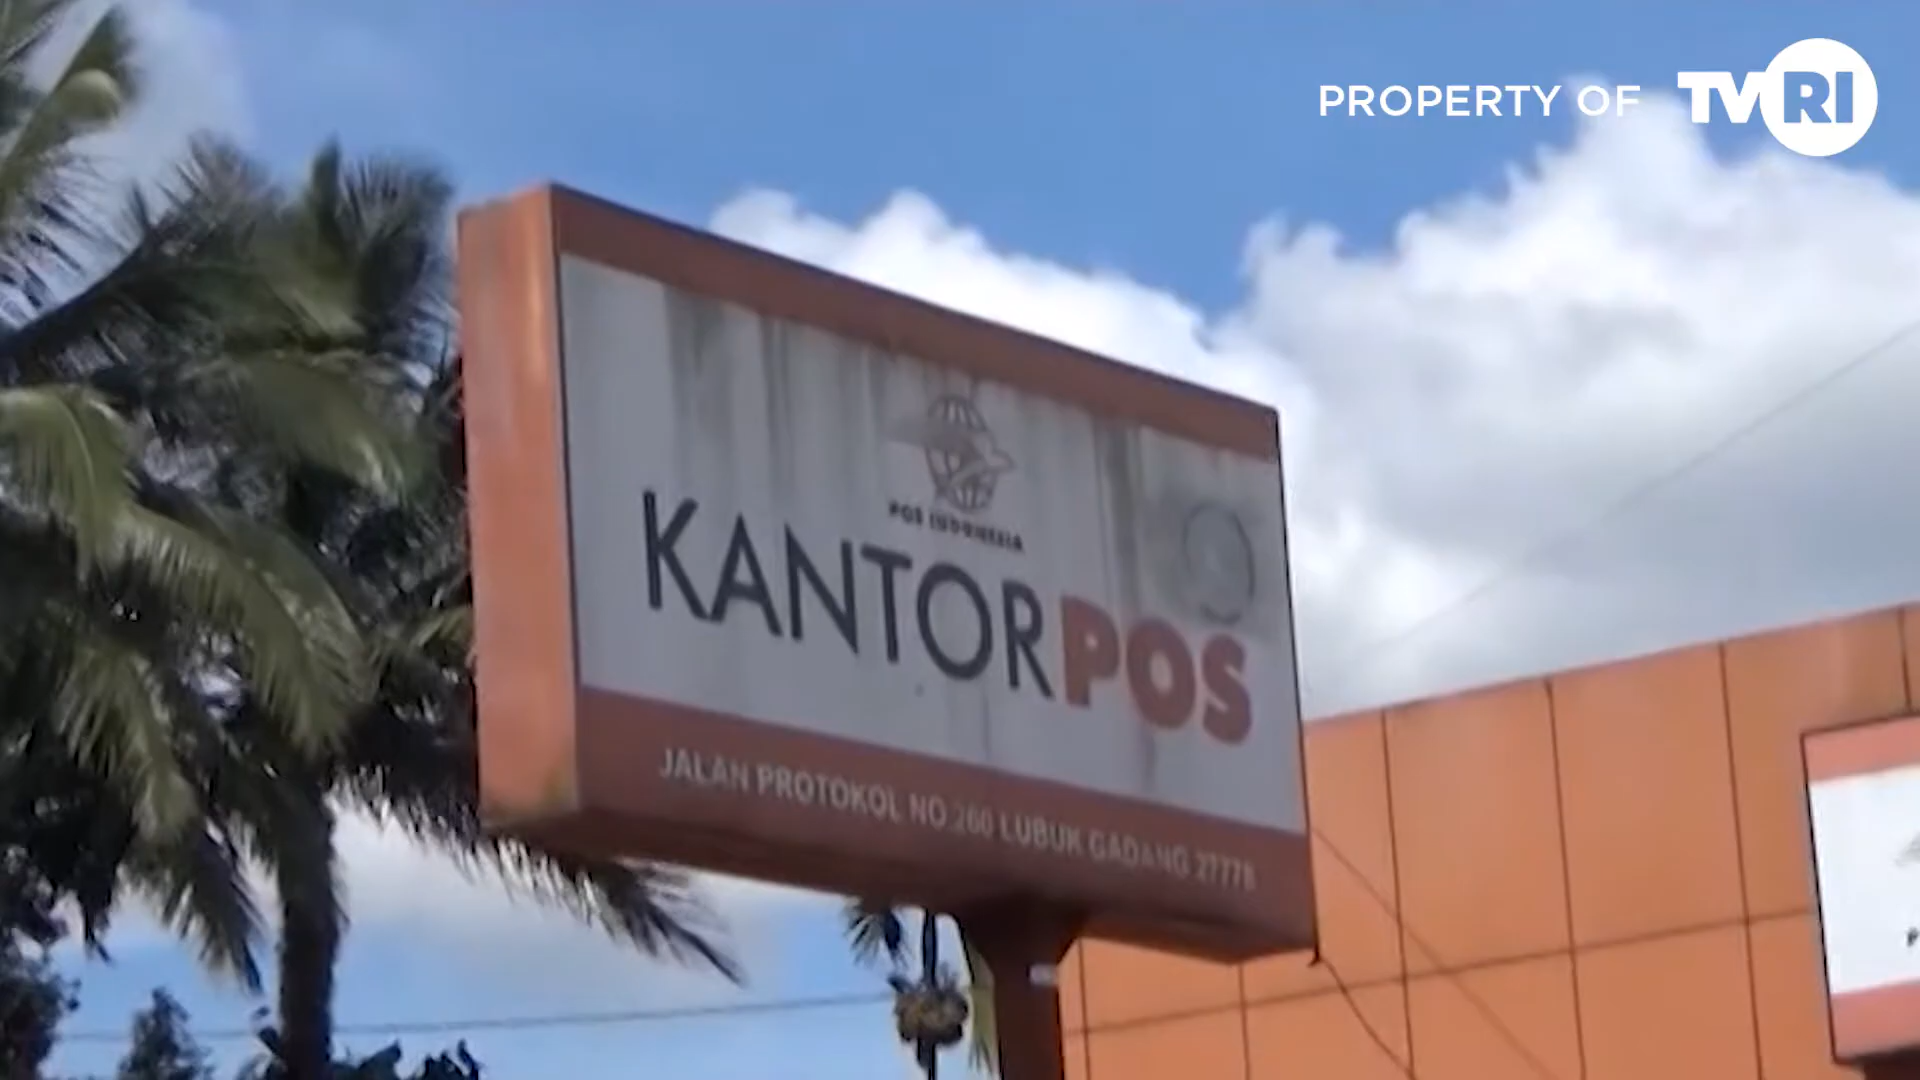 PROPERTY OF TVRI
POS INDONESIA
KANTORPOS
JALAN PROTOKOL NO.260 LUBUK GADANG 27778